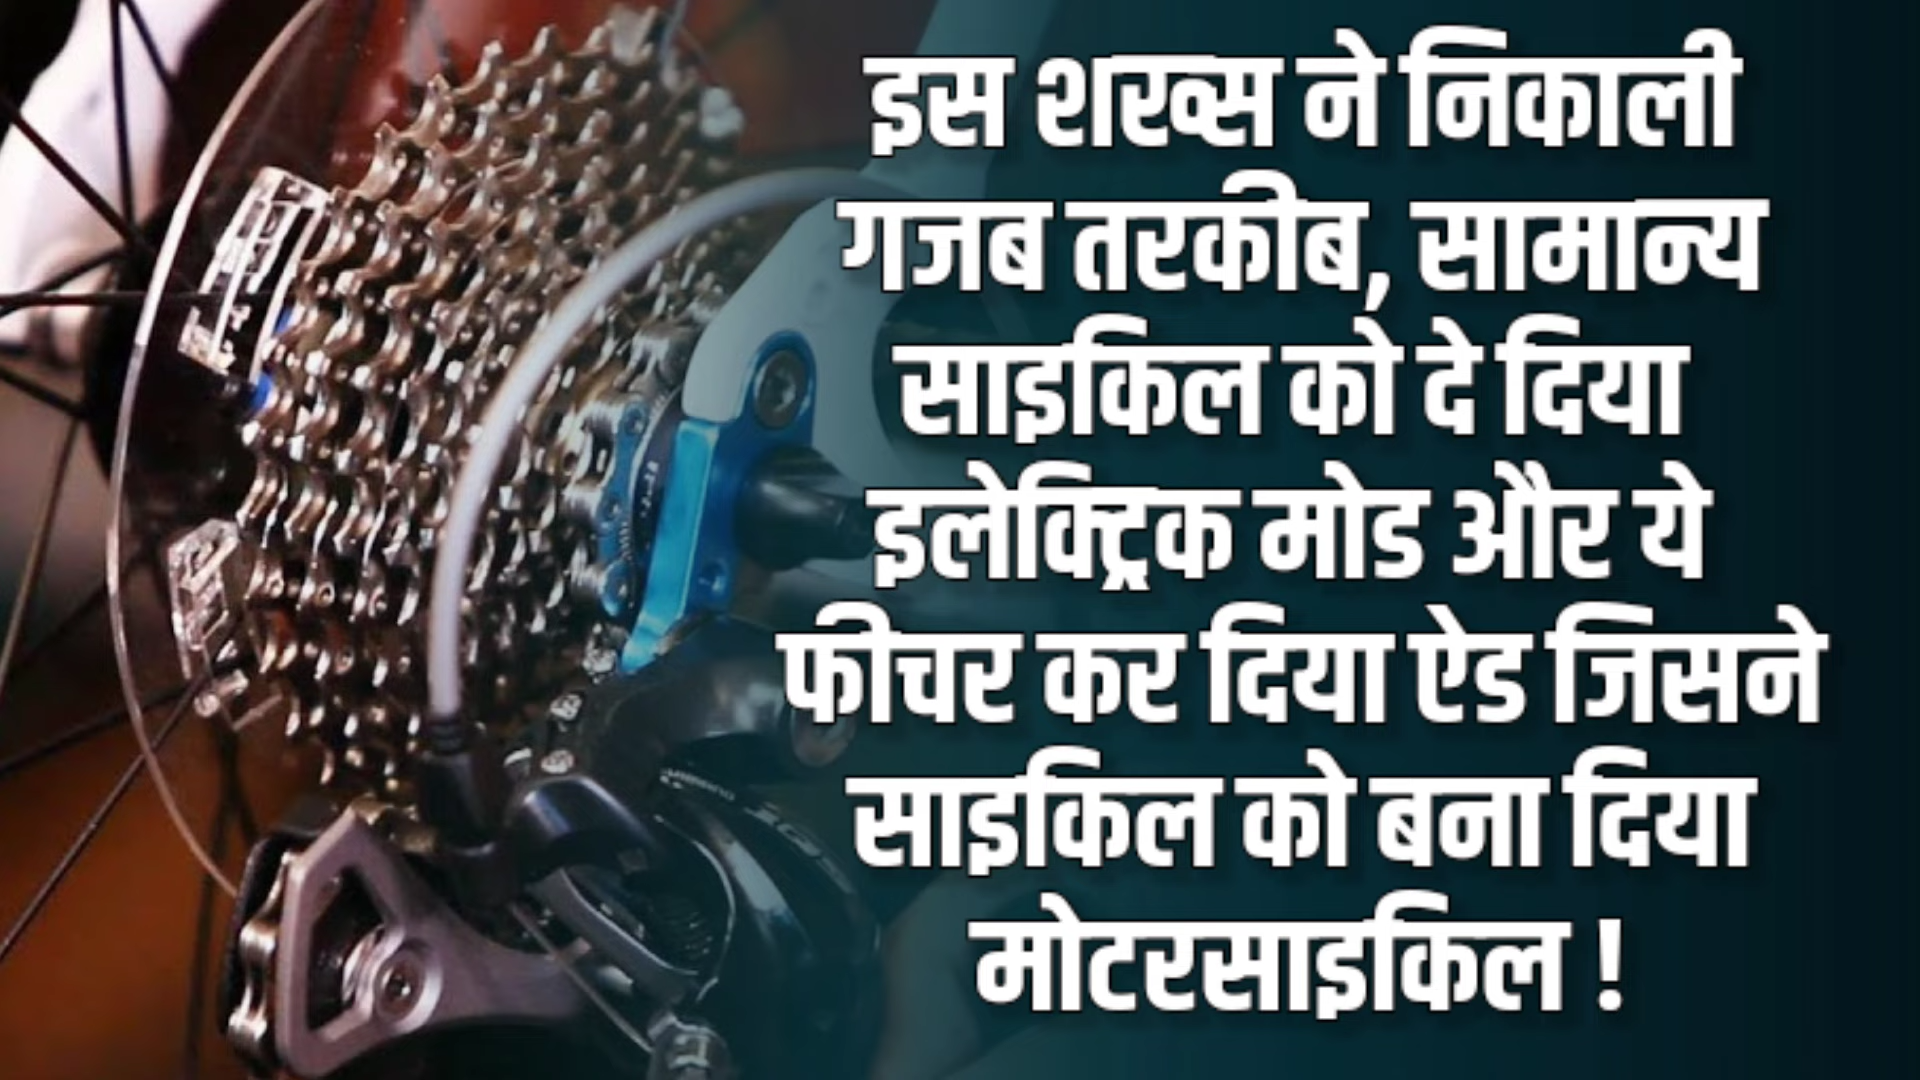 इस शख्स ने निकाली
गजब तरकीब, सामान्य
साइकिल को दे दिया
इलेक्ट्रिक मोड और ये
फीचर कर दिया ऐड जिसने
साइकिल को बना दिया
मोटरसाइकिल !